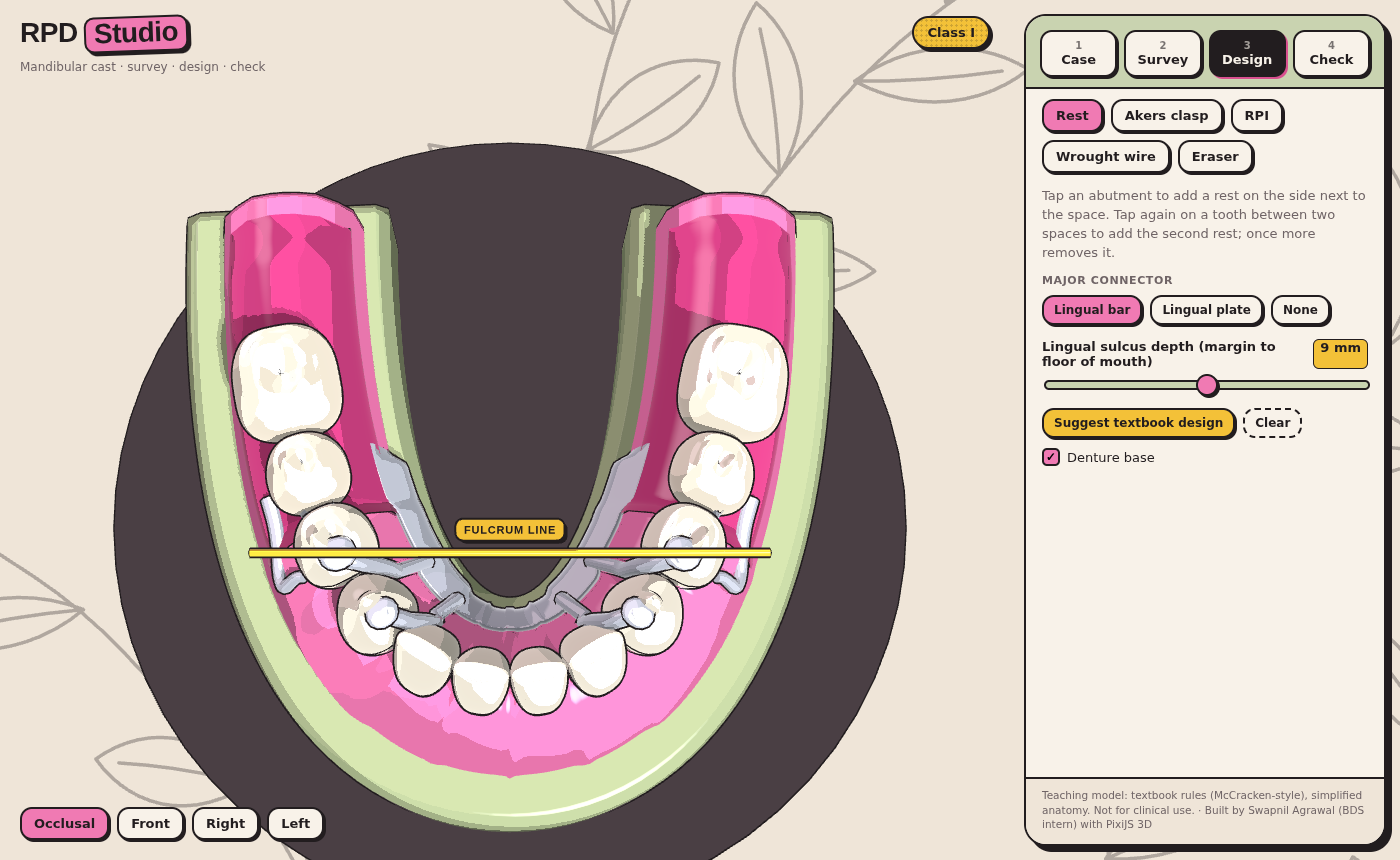 RPD Studio
Mandibular cast · survey · design · check
Class I
1
Case
2
Survey
3
Design
4
Check
Rest
Akers clasp
RPI
Wrought wire
Eraser
Tap an abutment to add a rest on the side next to
the space. Tap again on a tooth between two
spaces to add the second rest; once more
removes it.
MAJOR CONNECTOR
Lingual bar
Lingual plate
None
Lingual sulcus depth (margin to
floor of mouth)
9 mm
Suggest textbook design
Clear
Denture base
FULCRUM LINE
Occlusal
Front
Right
Left
Teaching model: textbook rules (McCracken-style), simplified
anatomy. Not for clinical use. · Built by Swapnil Agrawal (BDS
intern) with PixiJS 3D